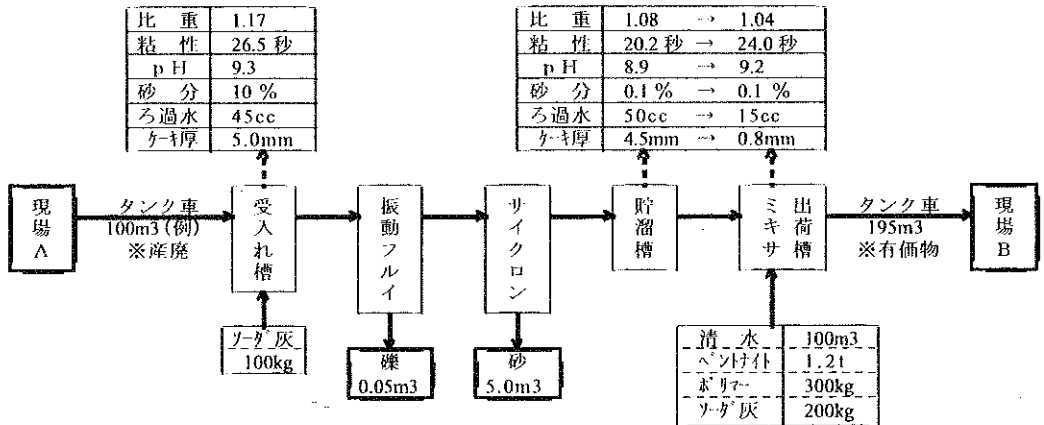 比重 1.17
粘性 26.5秒
pH 9.3
砂分 10%
ろ過水 45cc
ケーキ厚 5.0mm
比重 1.08 → 1.04
粘性 20.2秒 → 24.0秒
pH 8.9 → 9.2
砂分 0.1% → 0.1%
ろ過水 50cc → 15cc
ケーキ厚 4.5mm → 0.8mm
現場A
タンク車
100m3(例)
※産廃
受入れ槽
振動フルイ
サイクロン
貯溜槽
出荷槽
ミキサ
タンク車
195m3
※有価物
現場B
ソーダ灰
100kg
礫
0.05m3
砂
5.0m3
清水 100m3
ベントナイト 1.2t
ポリマー 300kg
ソーダ灰 200kg